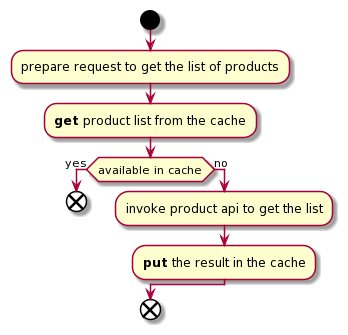 prepare request to get the list of products
get product list from the cache
yes
available in cache
no
invoke product api to get the list
put the result in the cache